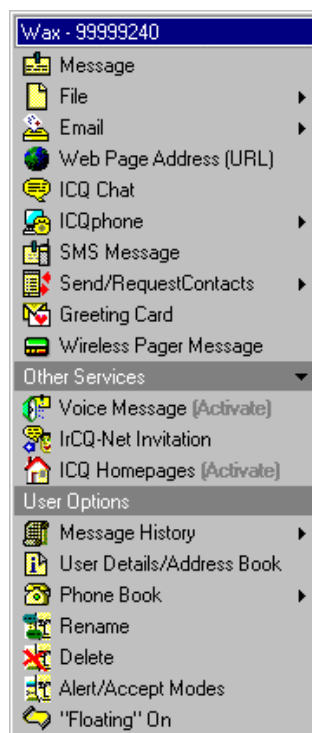 Wax - 99999240
Message
File
Email
Web Page Address (URL)
ICQ Chat
ICQphone
SMS Message
Send/RequestContacts
Greeting Card
Wireless Pager Message
Other Services
Voice Message (Activate)
IrCQ-Net Invitation
ICQ Homepages (Activate)
User Options
Message History
User Details/Address Book
Phone Book
Rename
Delete
Alert/Accept Modes
"Floating" On